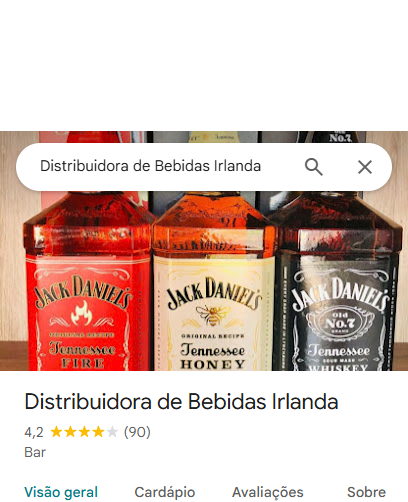 No.7
Distribuidora de Bebidas Irlanda
JACK DANIEL'S
ORIGINAL RECIPE
Tennessee
FIRE
JACK DANIEL'S
ORIGINAL RECIPE
Tennessee
HONEY
JACK DANIEL'S
Old
No.7
BRAND
Tennessee
SOUR MASH
WHISKEY
Distribuidora de Bebidas Irlanda
4,2 (90)
Bar
Visão geral Cardápio Avaliações Sobre